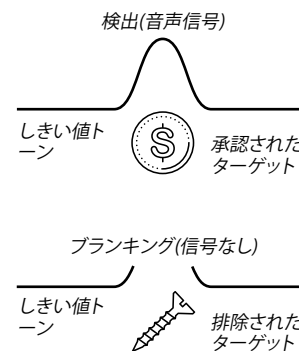 検出(音声信号)
しきい値ト
ーン
承認された
ターゲット
ブランキング(信号なし)
しきい値ト
ーン
排除された
ターゲット